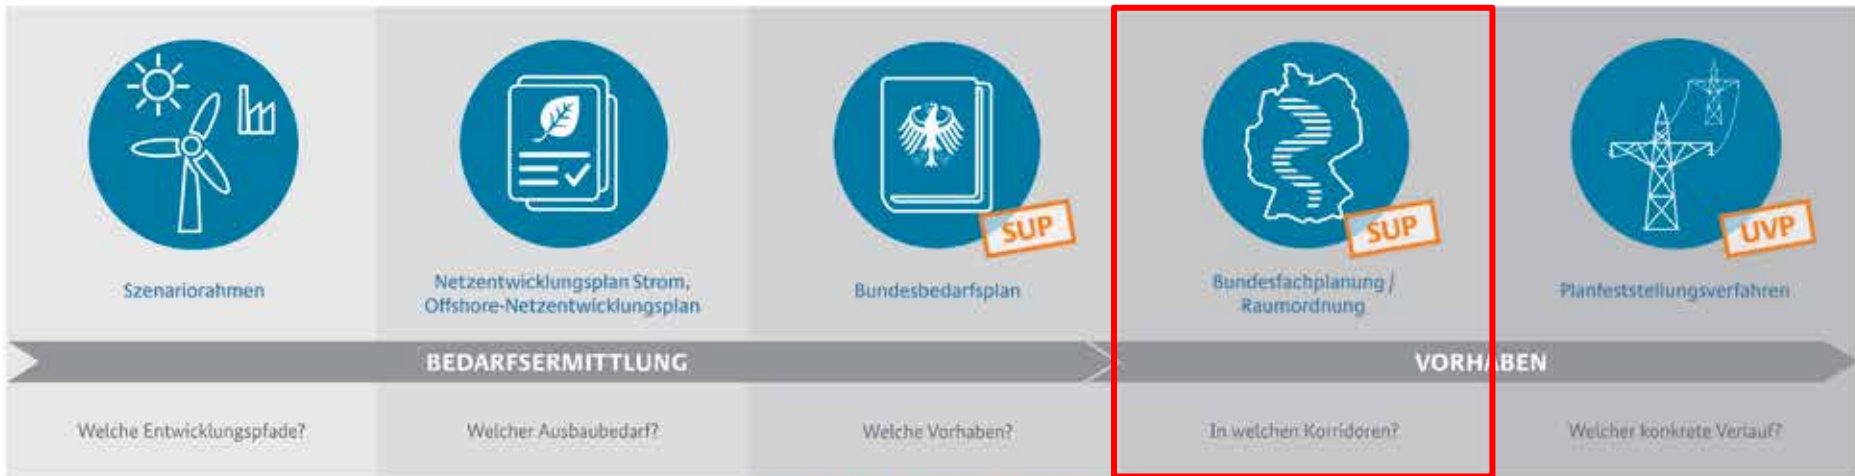 SUP
SUP
UVP
Szenariorahmen
Netzentwicklungsplan Strom,
Offshore-Netzentwicklungsplan
Bundesbedarfsplan
Bundesfachplanung /
Raumordnung
Planfeststellungsverfahren
BEDARFSERMITTLUNG
VORHABEN
Welche Entwicklungspfade?
Welcher Ausbaubedarf?
Welche Vorhaben?
In welchen Korridoren?
Welcher konkrete Verlauf?